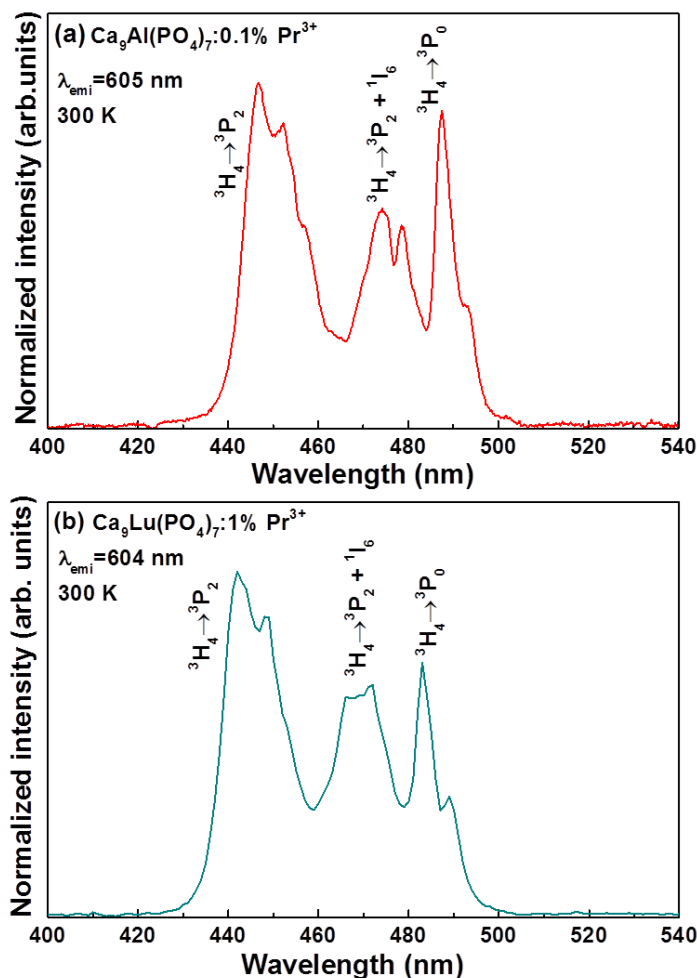 (a) Ca₉Al(PO₄)₇:0.1% Pr³⁺
λemi=605 nm
300 K
³H₄→³P₂
³H₄→³P₂ + ¹I₆
³H₄→³P₀
Normalized intensity (arb.units)
400 420 440 460 480 500 520 540
Wavelength (nm)
(b) Ca₉Lu(PO₄)₇:1% Pr³⁺
λemi=604 nm
300 K
³H₄→³P₂
³H₄→³P₂ + ¹I₆
³H₄→³P₀
Normalized intensity (arb. units)
400 420 440 460 480 500 520 540
Wavelength (nm)